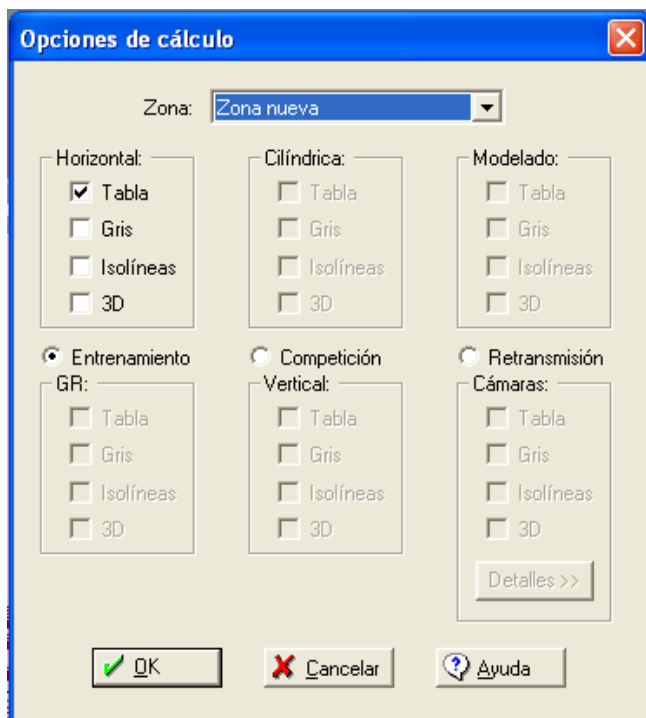 Opciones de cálculo
Zona: Zona nueva
Horizontal: Cilíndrica: Modelado:
Tabla Tabla Tabla
Gris Gris Gris
Isolíneas Isolíneas Isolíneas
3D 3D 3D
Entrenamiento Competición Retransmisión
GR: Vertical: Cámaras:
Tabla Tabla Tabla
Gris Gris Gris
Isolíneas Isolíneas Isolíneas
3D 3D 3D
Detalles >>
OK Cancelar Ayuda